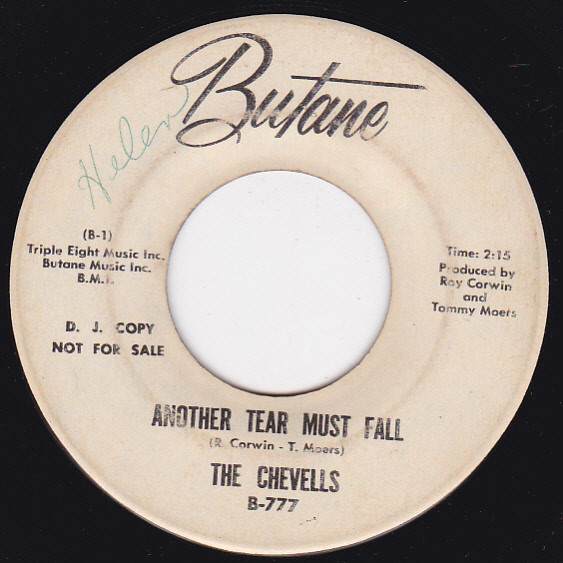 Butane
Helen
(B-1)
Triple Eight Music Inc.
Butane Music Inc.
B.M.I.
D. J. COPY
NOT FOR SALE
Time: 2:15
Produced by
Roy Corwin
and
Tommy Moers
ANOTHER TEAR MUST FALL
(R. Corwin - T. Moers)
THE CHEVELLS
B-777